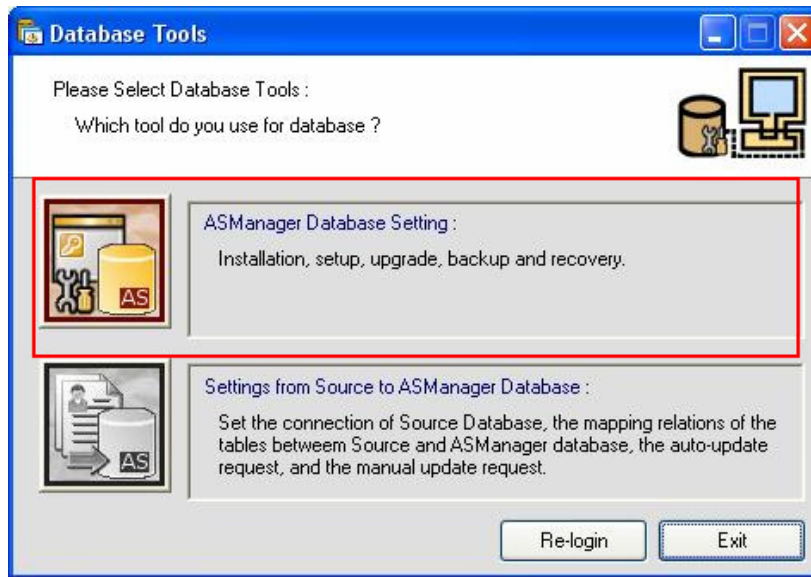 Database Tools
Please Select Database Tools :
Which tool do you use for database ?
AS
ASManager Database Setting :
Installation, setup, upgrade, backup and recovery.
AS
Settings from Source to ASManager Database :
Set the connection of Source Database, the mapping relations of the
tables betweem Source and ASManager database, the auto-update
request, and the manual update request.
Re-login
Exit